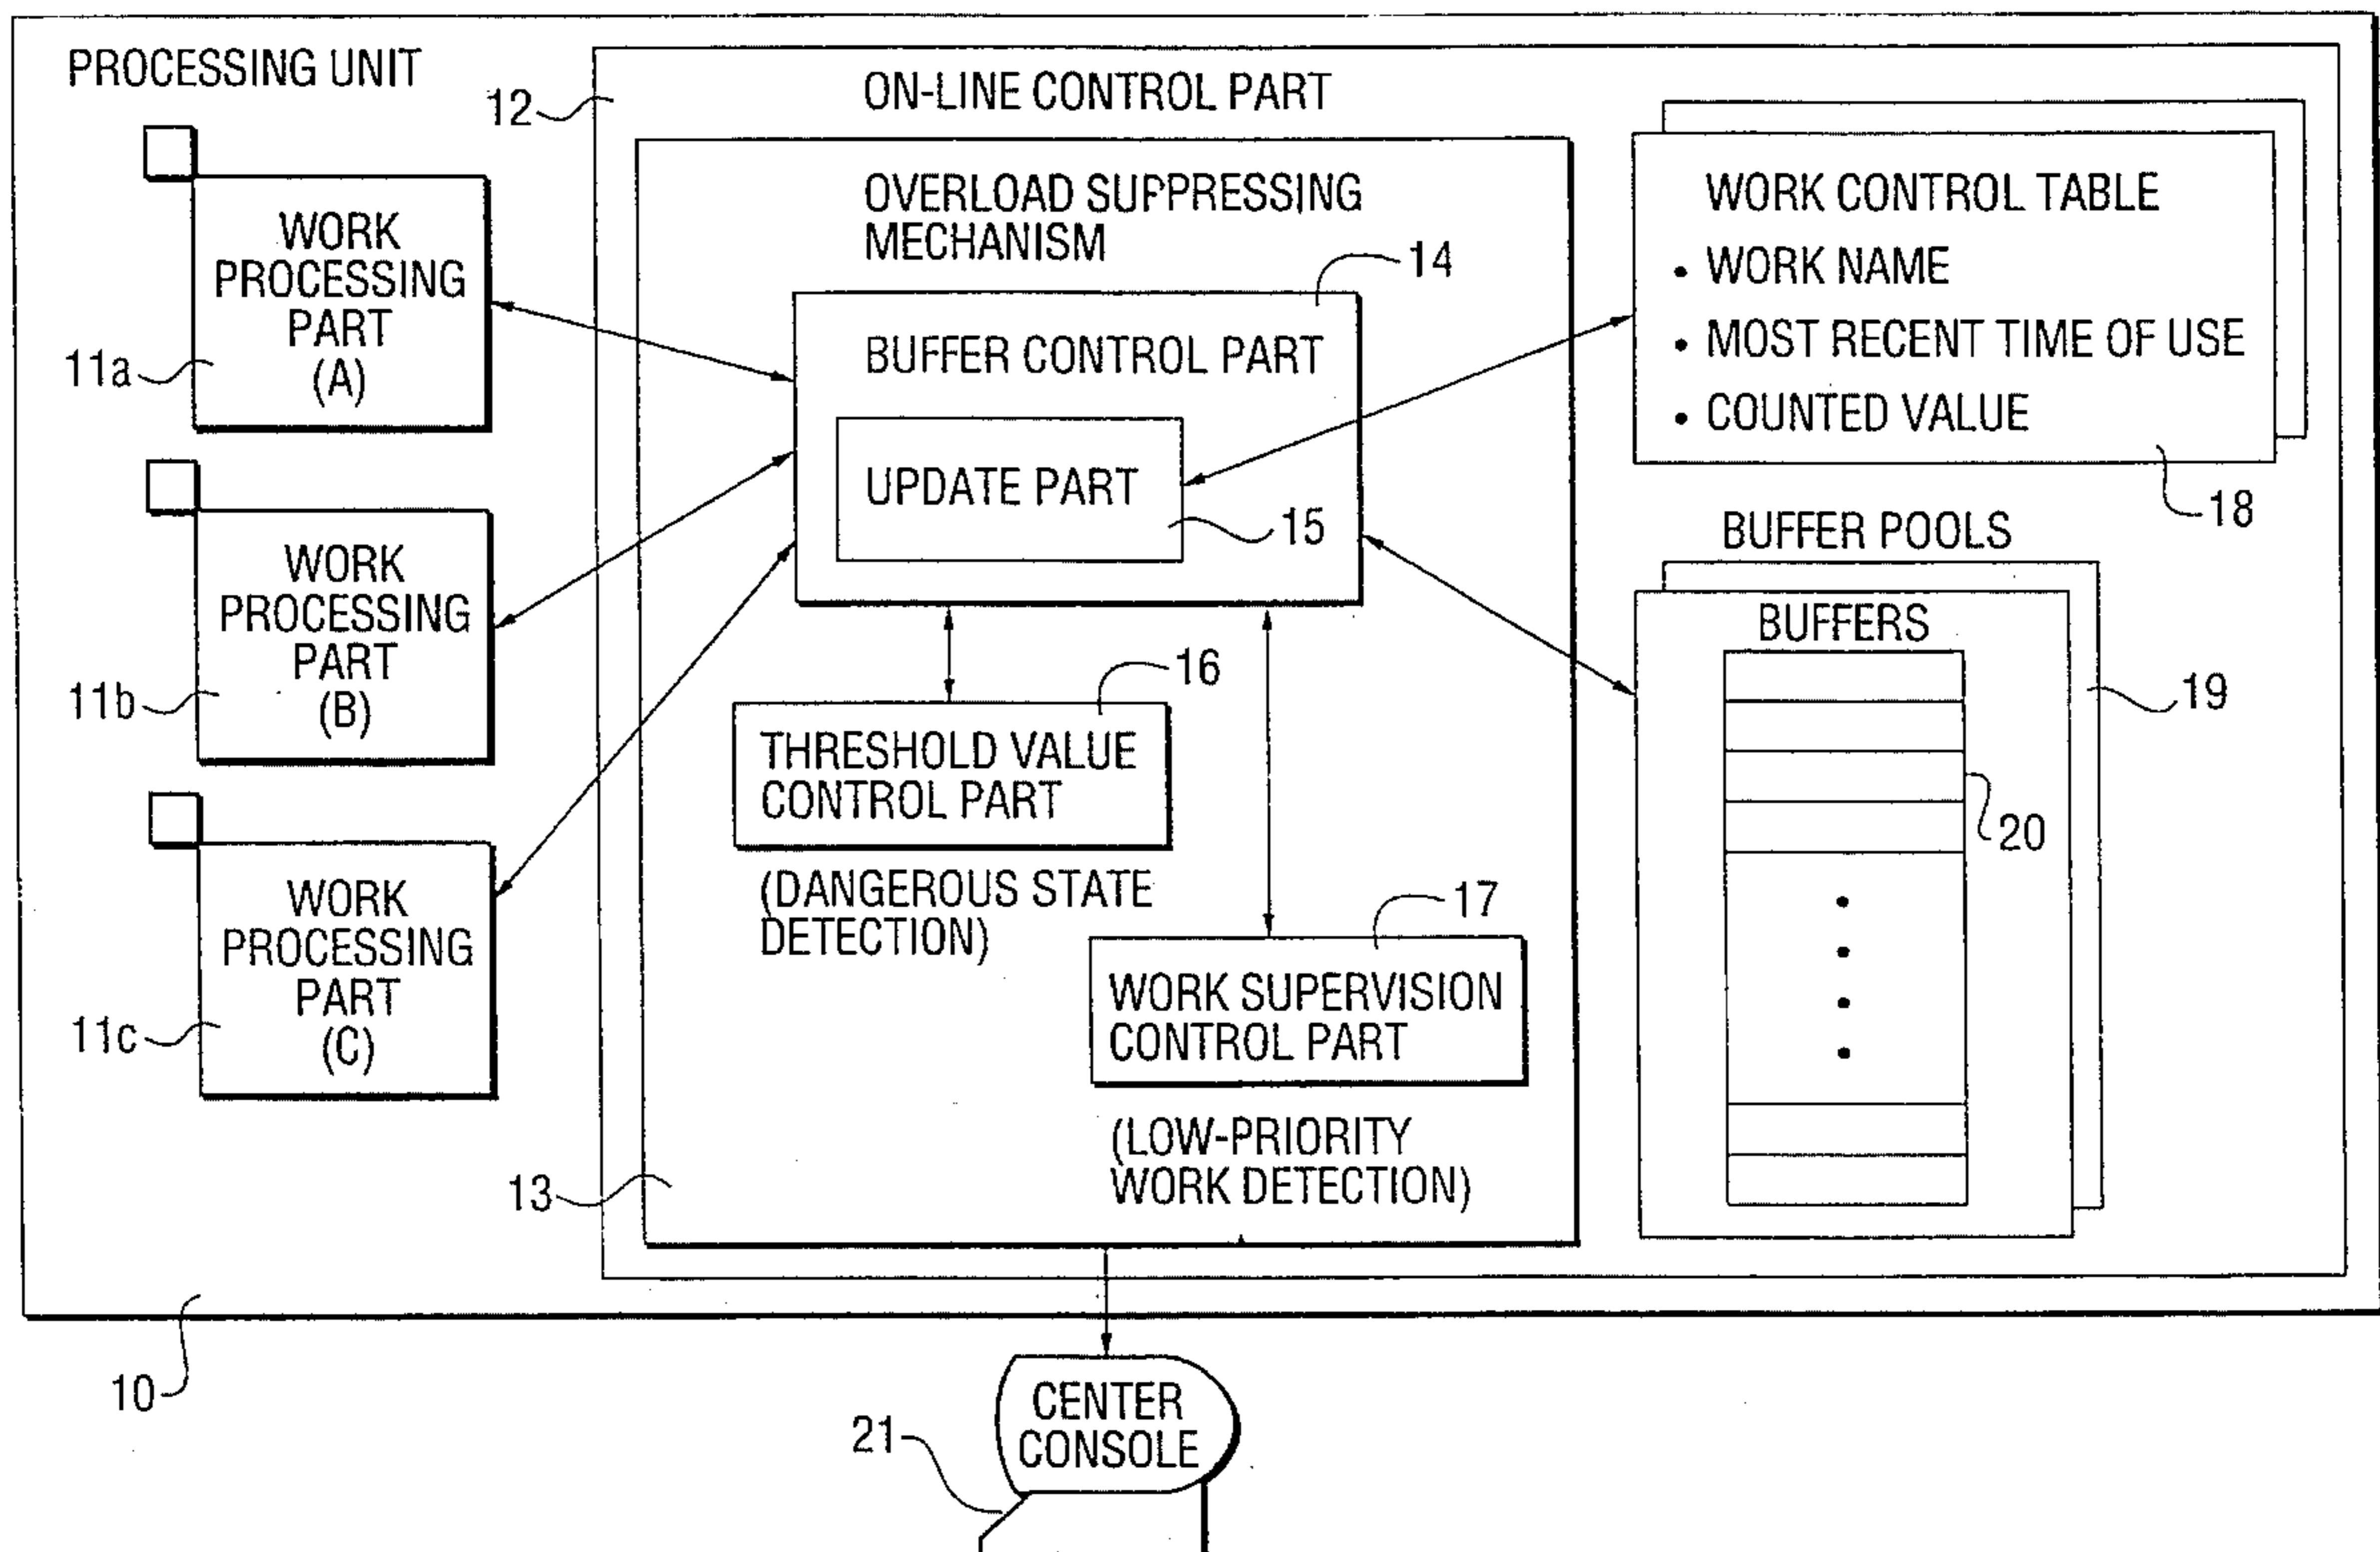 PROCESSING UNIT
12
ON-LINE CONTROL PART
WORK
PROCESSING
PART
(A)
11a
WORK
PROCESSING
PART
(B)
11b
WORK
PROCESSING
PART
(C)
11c
OVERLOAD SUPPRESSING
MECHANISM
14
BUFFER CONTROL PART
UPDATE PART
15
16
THRESHOLD VALUE
CONTROL PART
(DANGEROUS STATE
DETECTION)
17
WORK SUPERVISION
CONTROL PART
(LOW-PRIORITY
WORK DETECTION)
13
WORK CONTROL TABLE
• WORK NAME
• MOST RECENT TIME OF USE
• COUNTED VALUE
18
BUFFER POOLS
BUFFERS
19
20
10
CENTER
CONSOLE
21